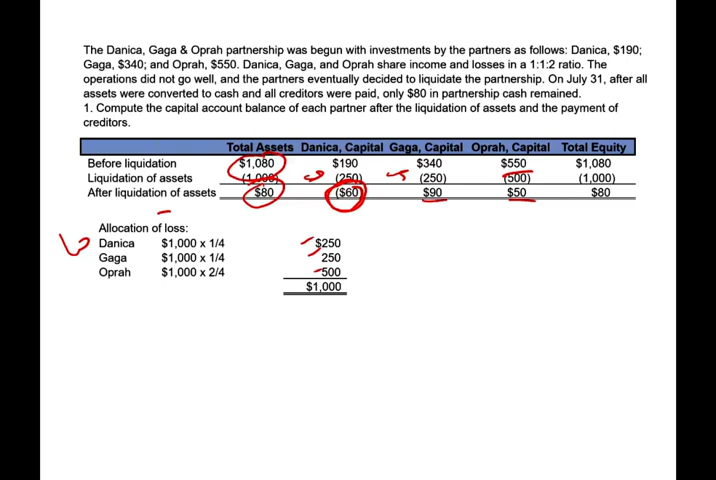 The Danica, Gaga & Oprah partnership was begun with investments by the partners as follows: Danica, $190;
Gaga, $340; and Oprah, $550. Danica, Gaga, and Oprah share income and losses in a 1:1:2 ratio. The
operations did not go well, and the partners eventually decided to liquidate the partnership. On July 31, after all
assets were converted to cash and all creditors were paid, only $80 in partnership cash remained.
1. Compute the capital account balance of each partner after the liquidation of assets and the payment of
creditors.
Total Assets Danica, Capital Gaga, Capital Oprah, Capital Total Equity
Before liquidation $1,080 $190 $340 $550 $1,080
Liquidation of assets (1,000) (250) (250) (500) (1,000)
After liquidation of assets $80 ($60) $90 $50 $80
Allocation of loss:
Danica $1,000 x 1/4 $250
Gaga $1,000 x 1/4 250
Oprah $1,000 x 2/4 500
$1,000